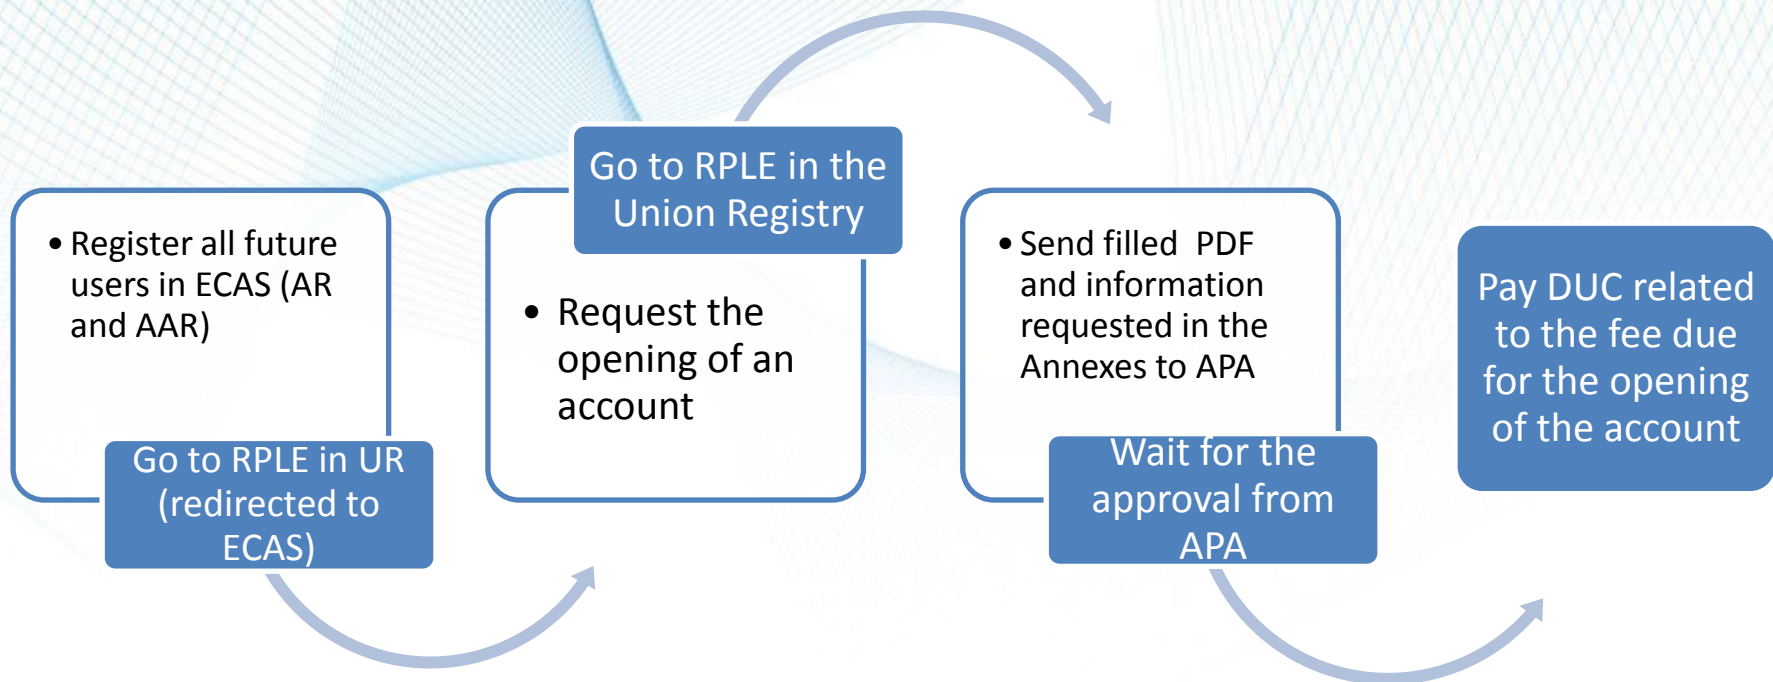 • Register all future
users in ECAS (AR
and AAR)
Go to RPLE in UR
(redirected to
ECAS)
Go to RPLE in the
Union Registry
• Request the
opening of an
account
• Send filled PDF
and information
requested in the
Annexes to APA
Wait for the
approval from
APA
Pay DUC related
to the fee due
for the opening
of the account